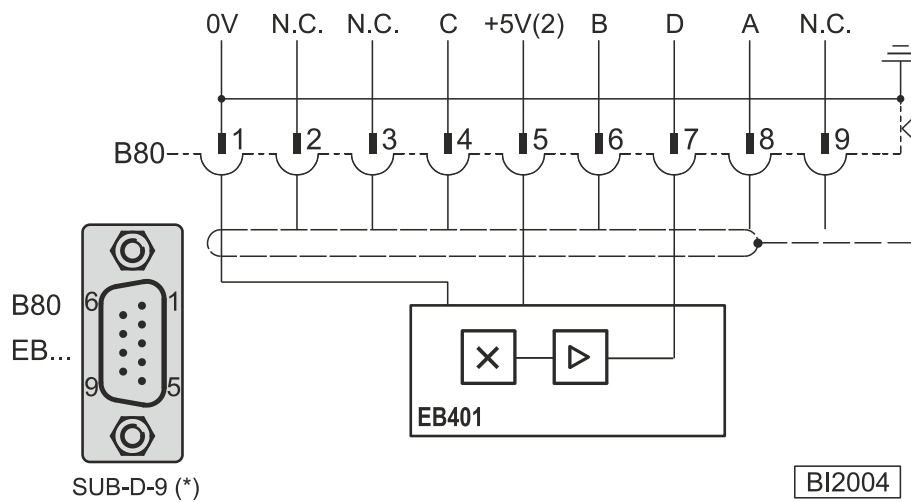 0V N.C. N.C. C +5V(2) B D A N.C.
B80 1 2 3 4 5 6 7 8 9
B80 6 1
EB...
9 5
EB401
SUB-D-9 (*)
BI2004